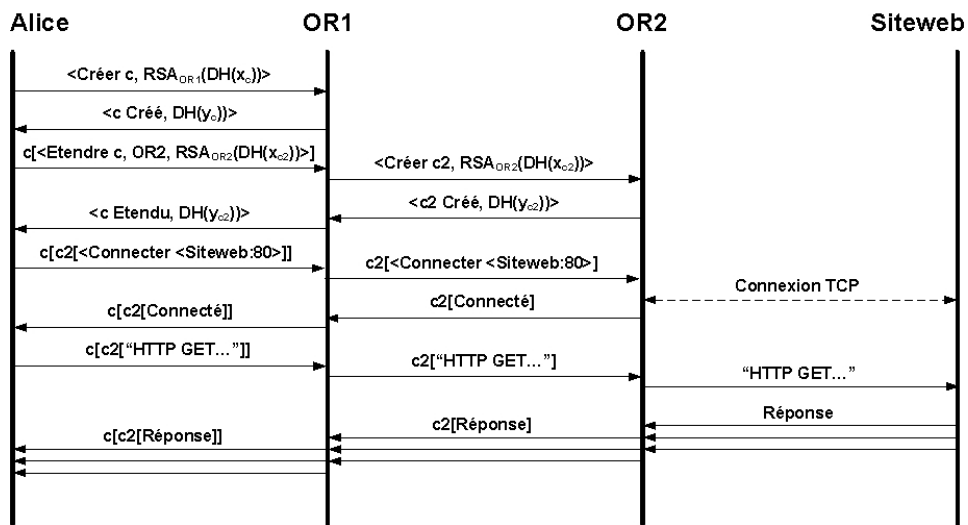 Alice OR1 OR2 Siteweb
<Créer c, RSA_OR1(DH(x_c))>
<c Créé, DH(y_c))>
c[<Etendre c, OR2, RSA_OR2(DH(x_c2))>]
<Créer c2, RSA_OR2(DH(x_c2))>
<c2 Créé, DH(y_c2))>
<c Etendu, DH(y_c2))>
c[c2[<Connecter <Siteweb:80>]]
c2[<Connecter <Siteweb:80>]
Connexion TCP
c2[Connecté]
c[c2[Connecté]]
c[c2[“HTTP GET...”]]
c2[“HTTP GET...”]
“HTTP GET...”
Réponse
c2[Réponse]
c[c2[Réponse]]